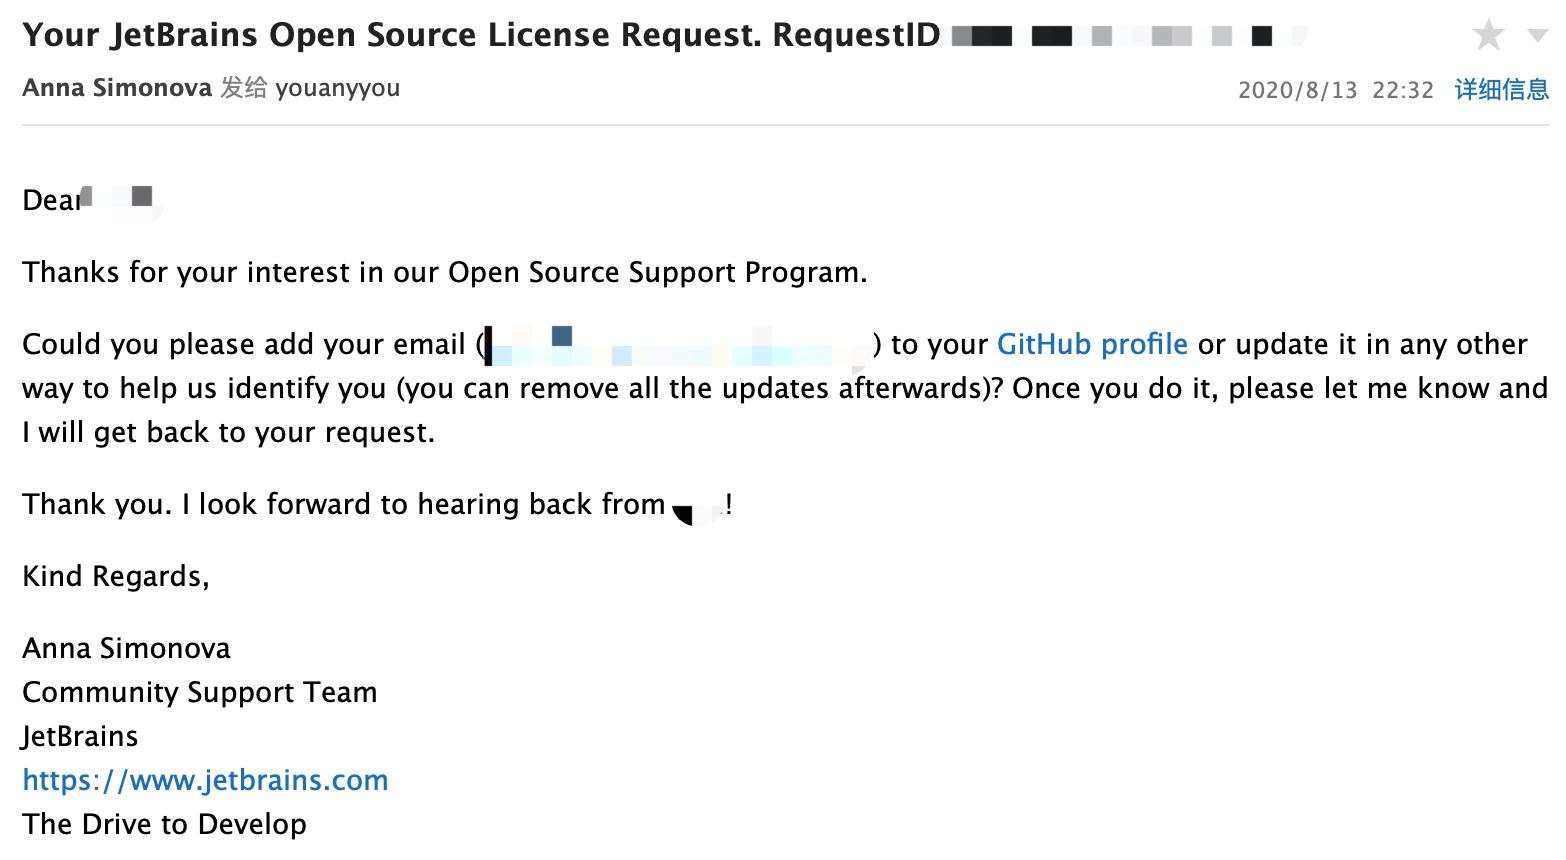 Your JetBrains Open Source License Request. RequestID
Anna Simonova 发给 youanyyou
2020/8/13 22:32 详细信息
Dear
Thanks for your interest in our Open Source Support Program.
Could you please add your email ( ) to your GitHub profile or update it in any other
way to help us identify you (you can remove all the updates afterwards)? Once you do it, please let me know and
I will get back to your request.
Thank you. I look forward to hearing back from !
Kind Regards,
Anna Simonova
Community Support Team
JetBrains
https://www.jetbrains.com
The Drive to Develop